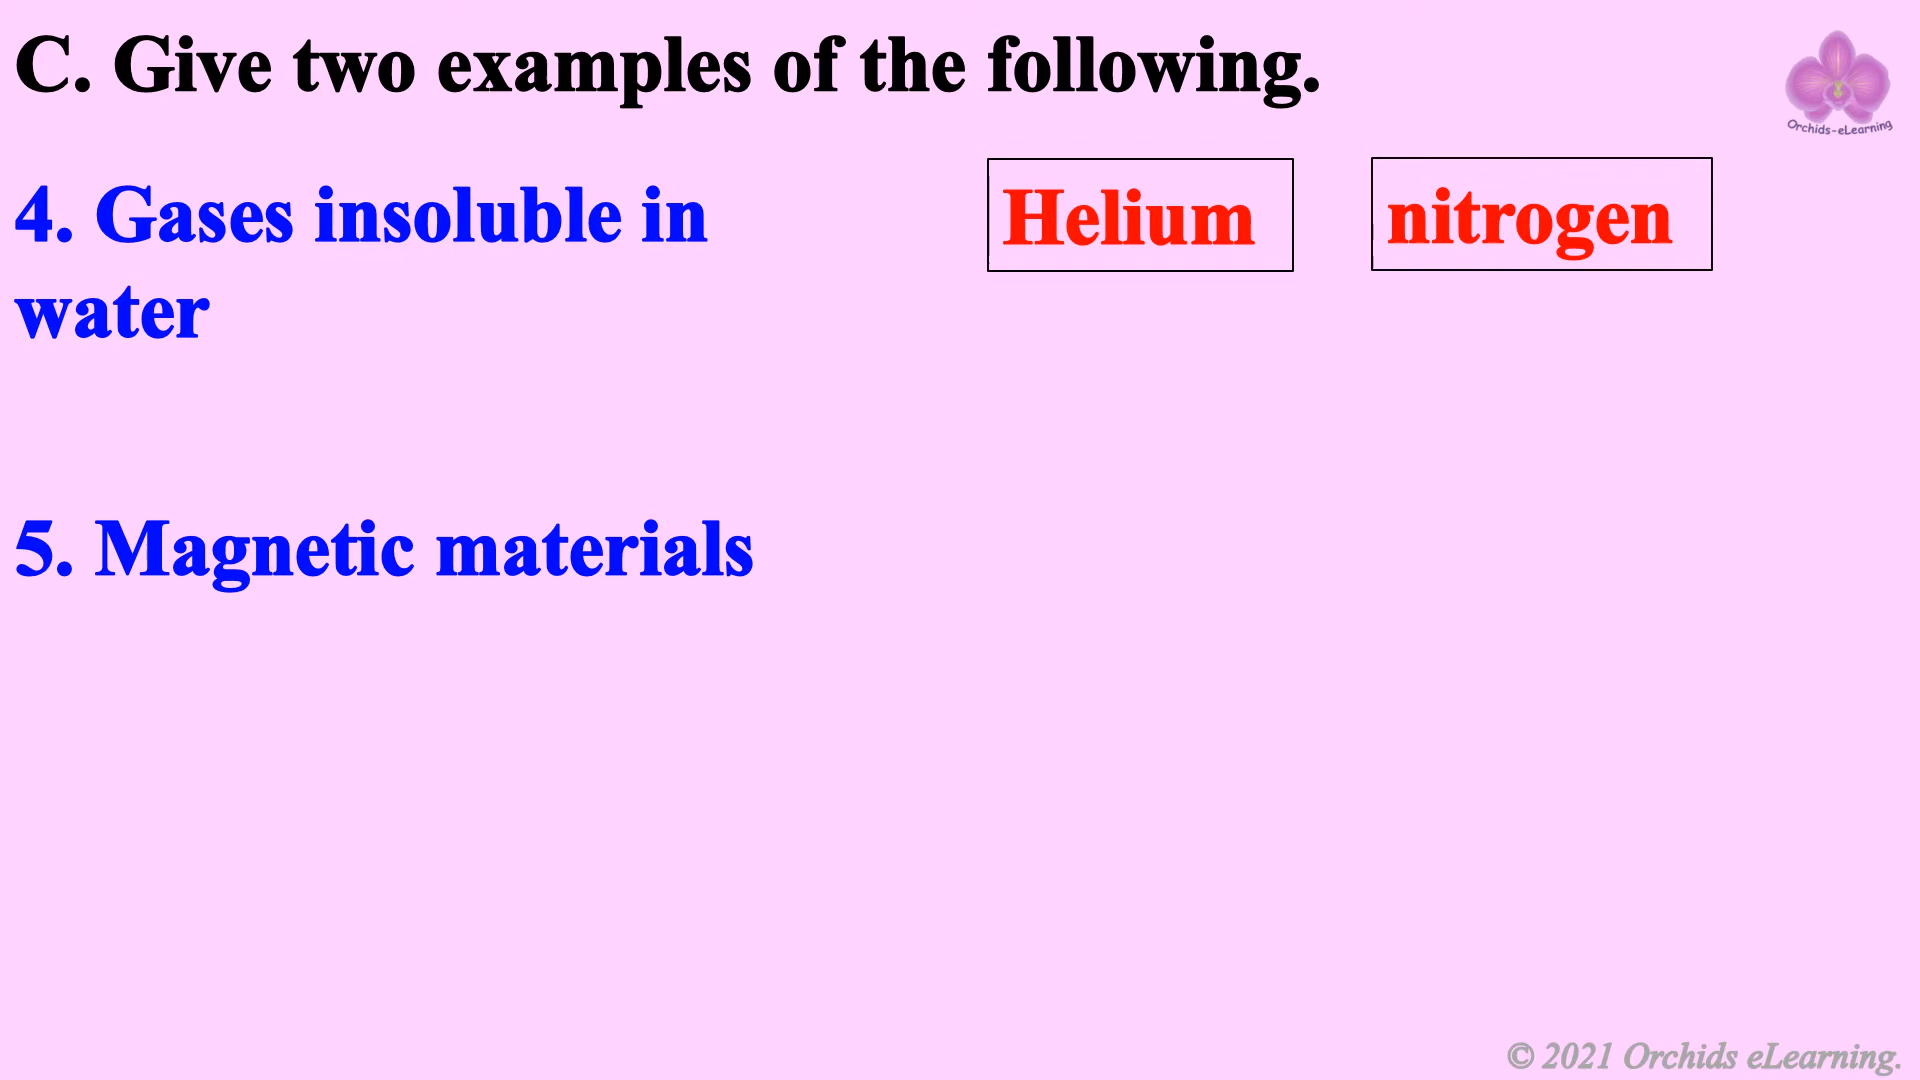 C. Give two examples of the following.
Orchids-eLearning
4. Gases insoluble in
water
Helium
nitrogen
5. Magnetic materials
© 2021 Orchids eLearning.